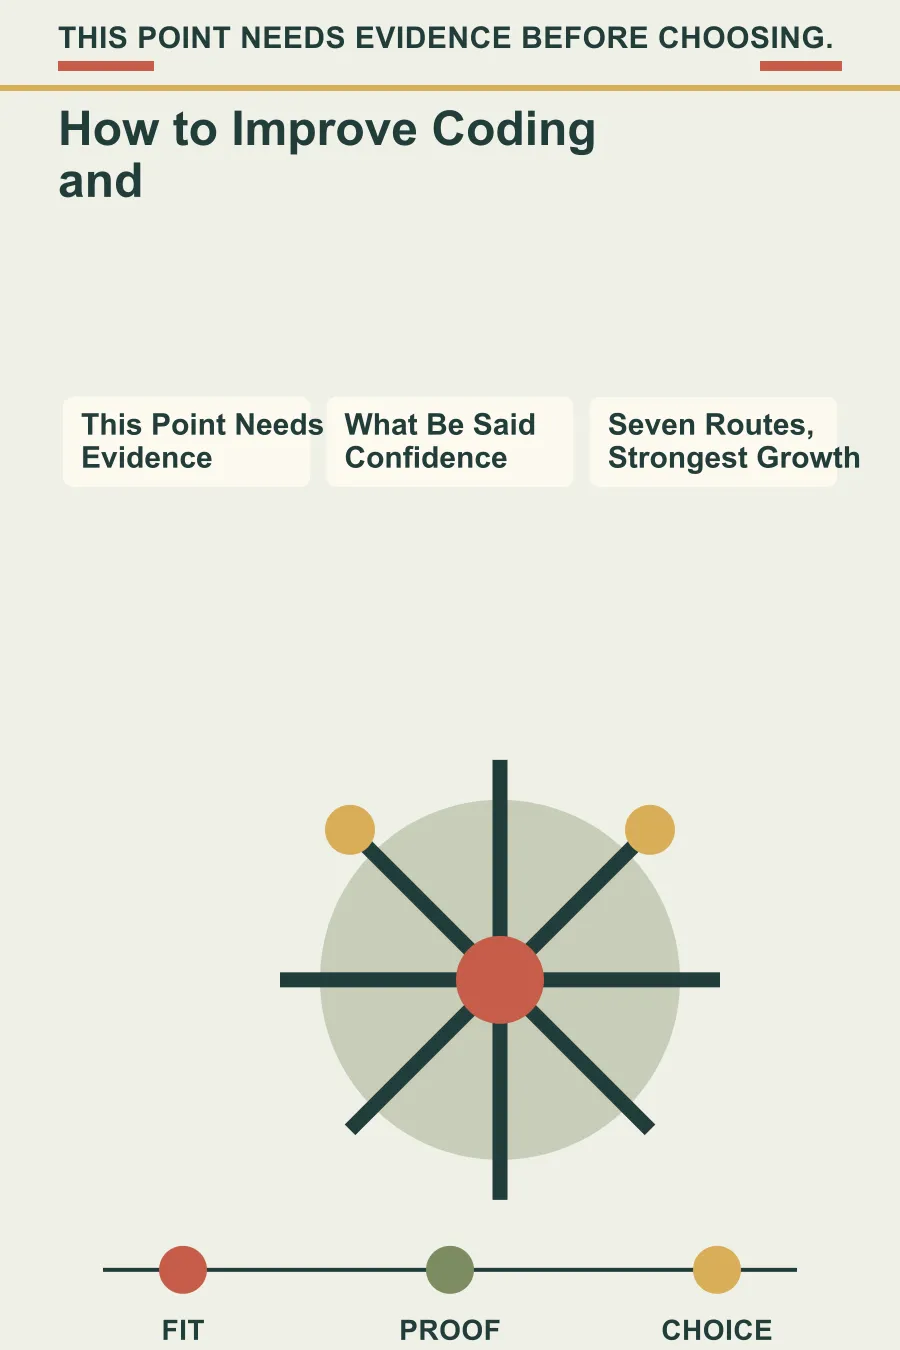 THIS POINT NEEDS EVIDENCE BEFORE CHOOSING.
How to Improve Coding
and
This Point Needs
Evidence
What Be Said
Confidence
Seven Routes,
Strongest Growth
FIT
PROOF
CHOICE